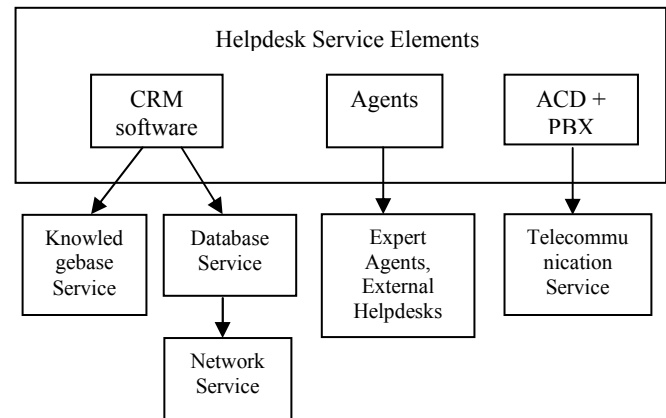 Helpdesk Service Elements
CRM
software
Agents
ACD +
PBX
Knowled
gebase
Service
Database
Service
Expert
Agents,
External
Helpdesks
Telecommu
nication
Service
Network
Service